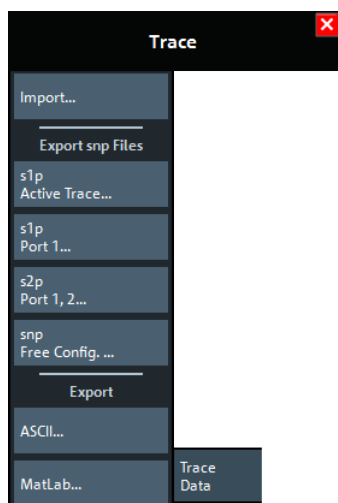 Trace
Import...
Export snp Files
s1p
Active Trace...
s1p
Port 1...
s2p
Port 1, 2...
snp
Free Config. ...
Export
ASCII...
MatLab...
Trace
Data